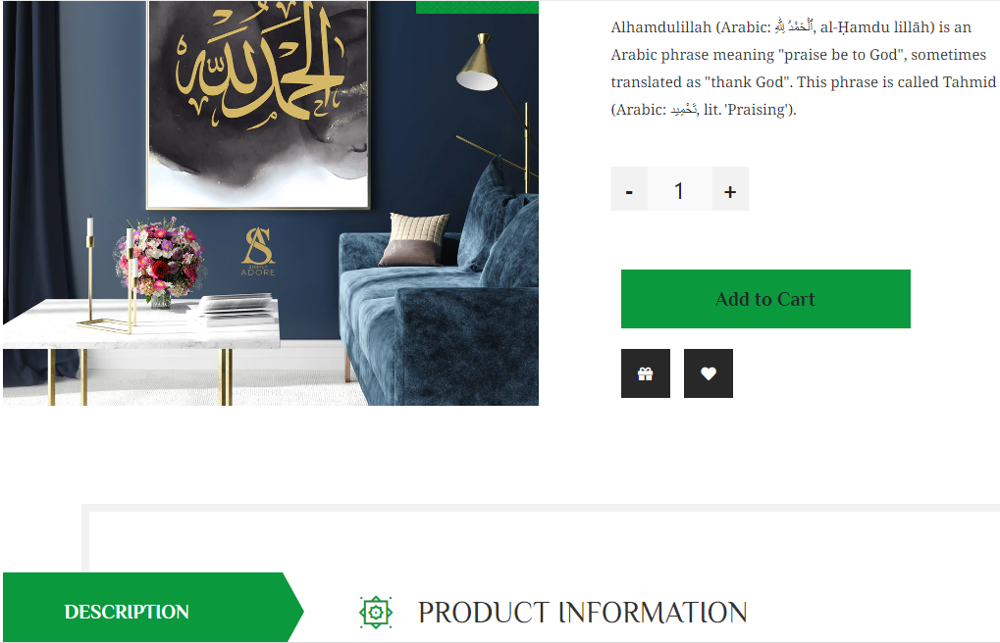 الحمد لله
SIMPLY
ADORE
Alhamdulillah (Arabic: ٱلْحَمْدُ لِلَّٰهِ, al-Ḥamdu lillāh) is an
Arabic phrase meaning "praise be to God", sometimes
translated as "thank God". This phrase is called Tahmid
(Arabic: تَحْمِيد, lit. 'Praising').
- 1 +
Add to Cart
DESCRIPTION
PRODUCT INFORMATION